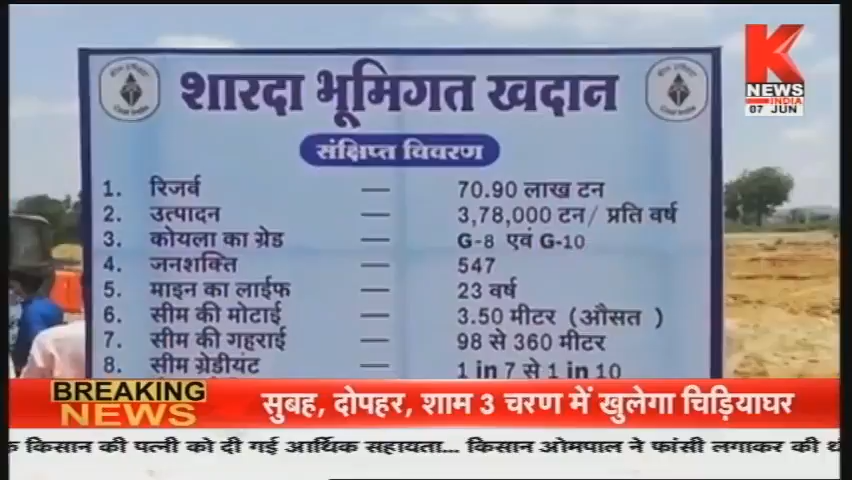 शारदा भूमिगत खदान
संक्षिप्त विवरण
1. रिजर्व — 70.90 लाख टन
2. उत्पादन — 3,78,000 टन/ प्रति वर्ष
3. कोयला का ग्रेड — G-8 एवं G-10
4. जनशक्ति — 547
5. माइन का लाईफ — 23 वर्ष
6. सीम की मोटाई — 3.50 मीटर (औसत )
7. सीम की गहराई — 98 से 360 मीटर
8. सीम ग्रेडीयंट — 1 in 7 से 1 in 10
K
NEWS
INDIA
07 JUN
BREAKING
NEWS
सुबह, दोपहर, शाम 3 चरण में खुलेगा चिड़ियाघर
किसान की पत्नी को दी गई आर्थिक सहायता... किसान ओमपाल ने फांसी लगाकर की